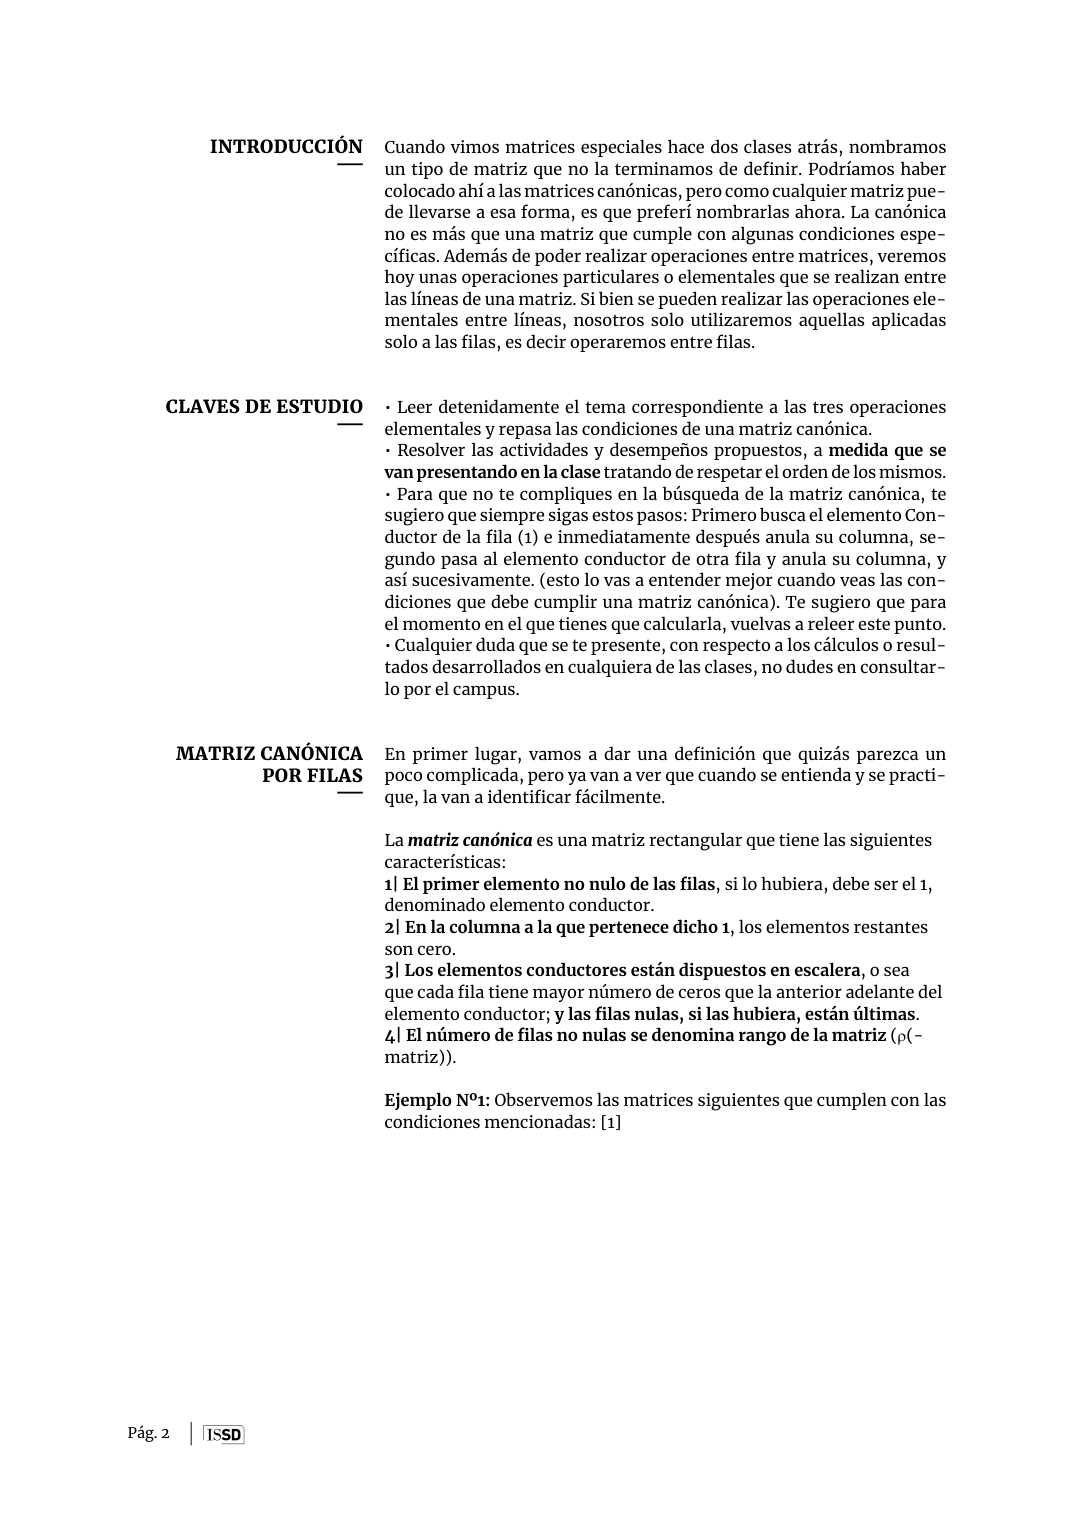 INTRODUCCIÓN
Cuando vimos matrices especiales hace dos clases atrás, nombramos
un tipo de matriz que no la terminamos de definir. Podríamos haber
colocado ahí a las matrices canónicas, pero como cualquier matriz pue-
de llevarse a esa forma, es que preferí nombrarlas ahora. La canónica
no es más que una matriz que cumple con algunas condiciones espe-
cíficas. Además de poder realizar operaciones entre matrices, veremos
hoy unas operaciones particulares o elementales que se realizan entre
las líneas de una matriz. Si bien se pueden realizar las operaciones ele-
mentales entre líneas, nosotros solo utilizaremos aquellas aplicadas
solo a las filas, es decir operaremos entre filas.
CLAVES DE ESTUDIO
· Leer detenidamente el tema correspondiente a las tres operaciones
elementales y repasa las condiciones de una matriz canónica.
· Resolver las actividades y desempeños propuestos, a medida que se
van presentando en la clase tratando de respetar el orden de los mismos.
· Para que no te compliques en la búsqueda de la matriz canónica, te
sugiero que siempre sigas estos pasos: Primero busca el elemento Con-
ductor de la fila (1) e inmediatamente después anula su columna, se-
gundo pasa al elemento conductor de otra fila y anula su columna, y
así sucesivamente. (esto lo vas a entender mejor cuando veas las con-
diciones que debe cumplir una matriz canónica). Te sugiero que para
el momento en el que tienes que calcularla, vuelvas a releer este punto.
· Cualquier duda que se te presente, con respecto a los cálculos o resul-
tados desarrollados en cualquiera de las clases, no dudes en consultar-
lo por el campus.
MATRIZ CANÓNICA
POR FILAS
En primer lugar, vamos a dar una definición que quizás parezca un
poco complicada, pero ya van a ver que cuando se entienda y se practi-
que, la van a identificar fácilmente.
La matriz canónica es una matriz rectangular que tiene las siguientes
características:
1| El primer elemento no nulo de las filas, si lo hubiera, debe ser el 1,
denominado elemento conductor.
2| En la columna a la que pertenece dicho 1, los elementos restantes
son cero.
3| Los elementos conductores están dispuestos en escalera, o sea
que cada fila tiene mayor número de ceros que la anterior adelante del
elemento conductor; y las filas nulas, si las hubiera, están últimas.
4| El número de filas no nulas se denomina rango de la matriz (ρ(-
matriz)).
Ejemplo Nº1: Observemos las matrices siguientes que cumplen con las
condiciones mencionadas: [1]
Pág. 2
ISSD